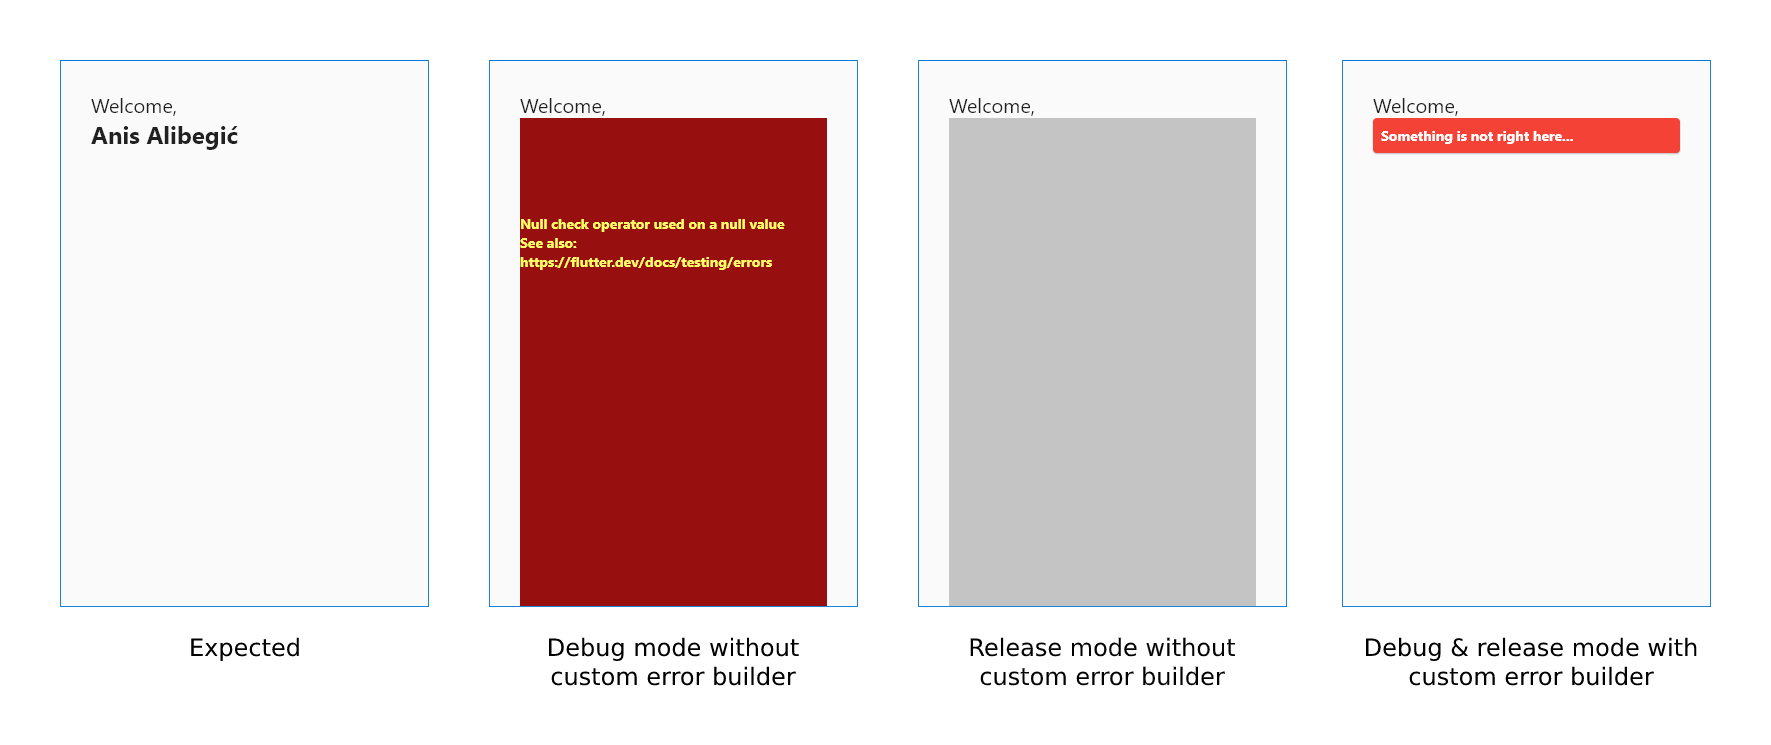 Welcome,
Anis Alibegić
Expected
Welcome,
Null check operator used on a null value
See also:
https://flutter.dev/docs/testing/errors
Debug mode without
custom error builder
Welcome,
Release mode without
custom error builder
Welcome,
Something is not right here...
Debug & release mode with
custom error builder